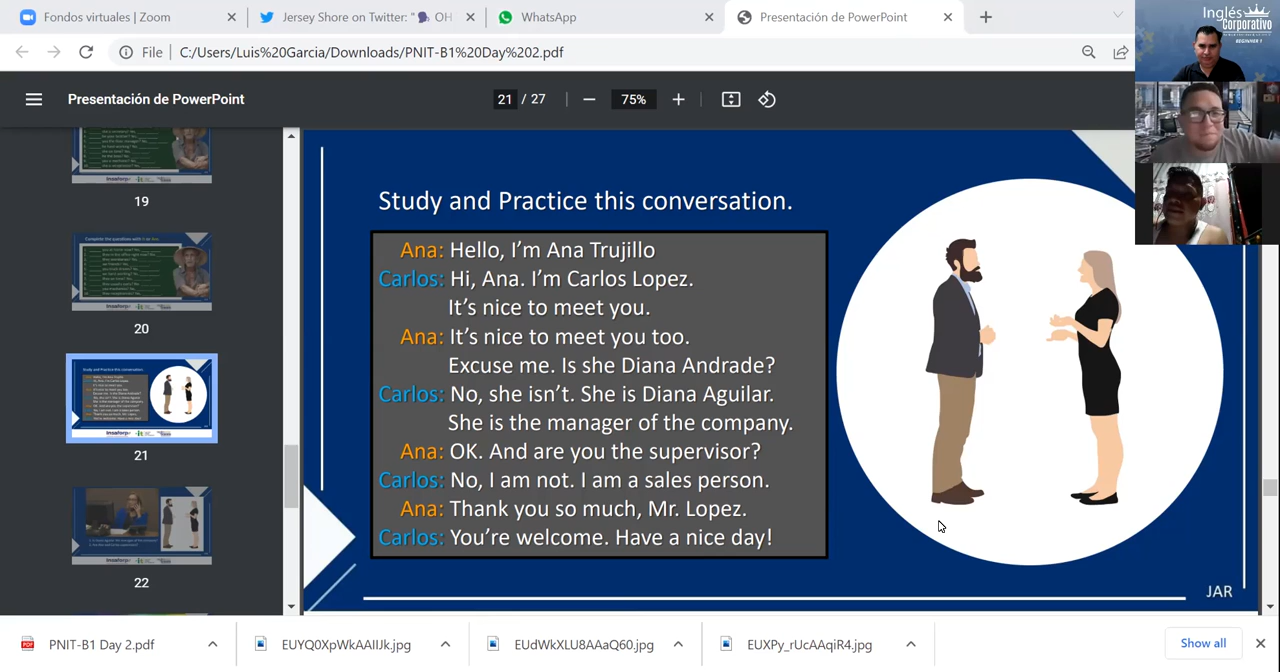 Fondos virtuales | Zoom
Jersey Shore on Twitter: "🗣 OH
WhatsApp
Presentación de PowerPoint
Inglés
Corporativo
BEGINNER 1
File
C:/Users/Luis%20Garcia/Downloads/PNIT-B1%20Day%202.pdf
Presentación de PowerPoint
21 / 27
75%
19
20
21
22
Study and Practice this conversation.
Ana: Hello, I'm Ana Trujillo
Carlos: Hi, Ana. I'm Carlos Lopez.
It's nice to meet you.
Ana: It's nice to meet you too.
Excuse me. Is she Diana Andrade?
Carlos: No, she isn't. She is Diana Aguilar.
She is the manager of the company.
Ana: OK. And are you the supervisor?
Carlos: No, I am not. I am a sales person.
Ana: Thank you so much, Mr. Lopez.
Carlos: You're welcome. Have a nice day!
JAR
PNIT-B1 Day 2.pdf
EUYQ0XpWkAAIIJk.jpg
EUdWkXLU8AAaQ60.jpg
EUXPy_rUcAAqiR4.jpg
Show all